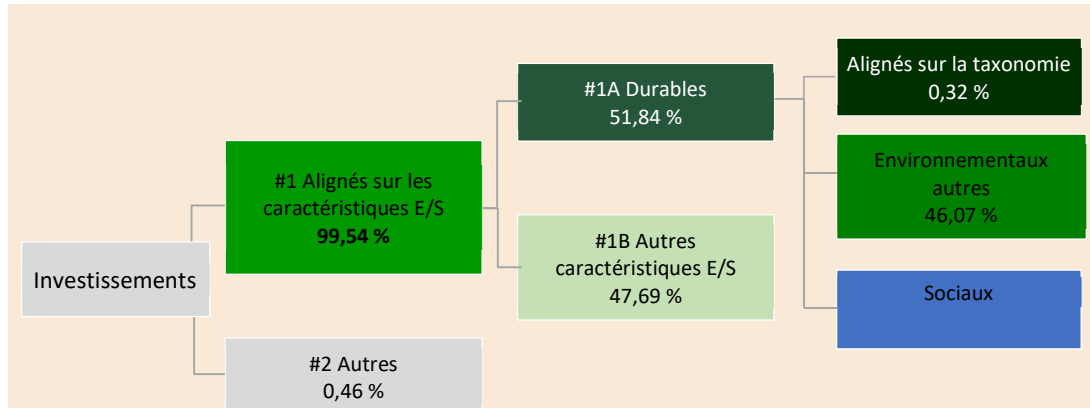 Investissements
#1 Alignés sur les
caractéristiques E/S
99,54 %
#2 Autres
0,46 %
#1A Durables
51,84 %
#1B Autres
caractéristiques E/S
47,69 %
Alignés sur la taxonomie
0,32 %
Environnementaux
autres
46,07 %
Sociaux